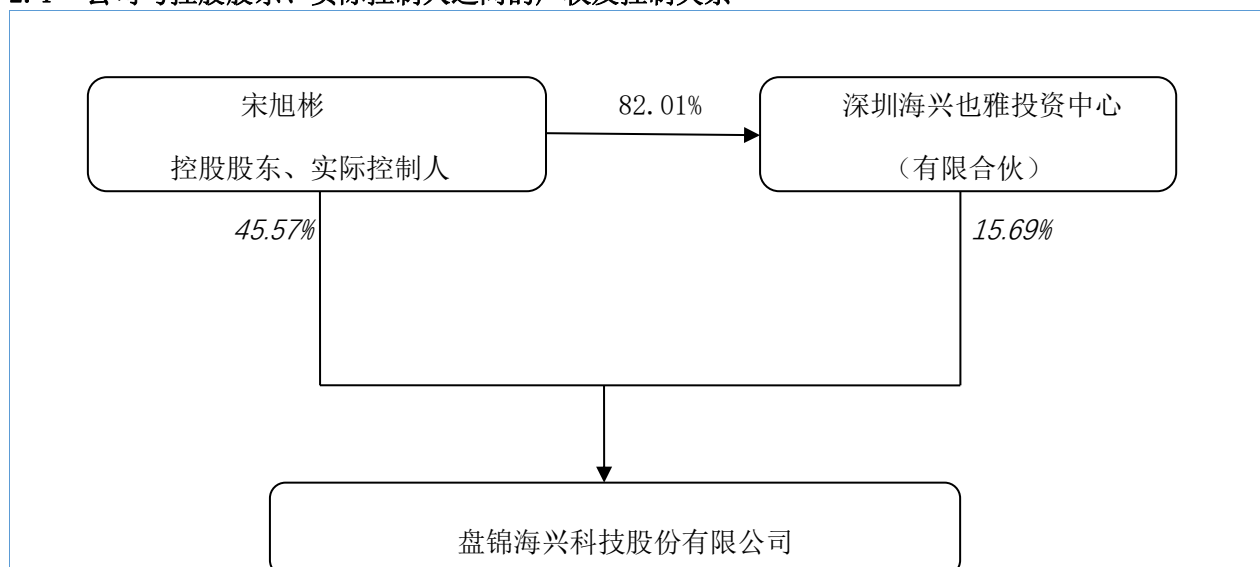 宋旭彬
82.01%
深圳海兴也雅投资中心
控股股东、实际控制人
（有限合伙）
45.57%
15.69%
盘锦海兴科技股份有限公司